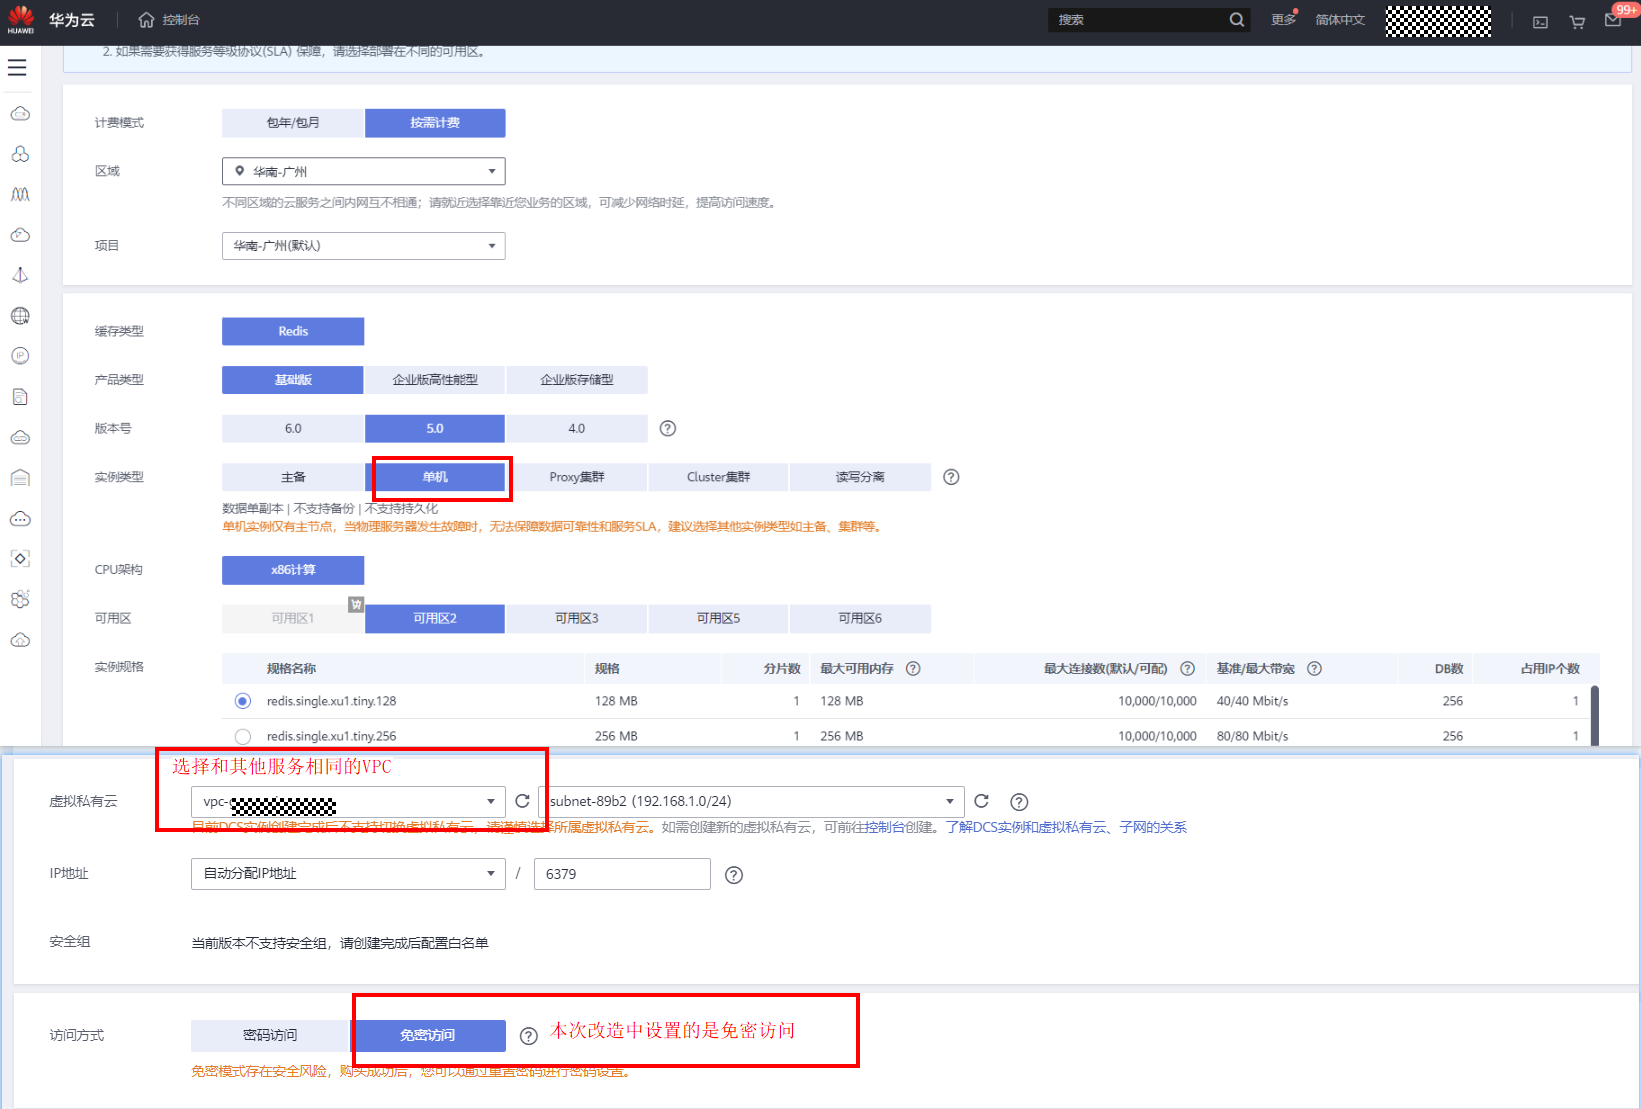 HUAWEI
华为云
控制台
搜索
更多
简体中文
99+
2. 如果需要获得服务等级协议(SLA) 保障，请选择部署在不同的可用区。
计费模式
包年/包月
按需计费
区域
华南-广州
不同区域的云服务之间内网互不相通；请就近选择靠近您业务的区域，可减少网络时延，提高访问速度。
项目
华南-广州(默认)
缓存类型
Redis
产品类型
基础版
企业版高性能型
企业版存储型
版本号
6.0
5.0
4.0
实例类型
主备
单机
Proxy集群
Cluster集群
读写分离
数据单副本 | 不支持备份 | 不支持持久化
单机实例仅有主节点，当物理服务器发生故障时，无法保障数据可靠性和服务SLA，建议选择其他实例类型如主备、集群等。
CPU架构
x86计算
可用区
可用区1
可用区2
可用区3
可用区5
可用区6
实例规格
规格名称 规格 分片数 最大可用内存 最大连接数(默认/可配) 基准/最大带宽 DB数 占用IP个数
redis.single.xu1.tiny.128 128 MB 1 128 MB 10,000/10,000 40/40 Mbit/s 256 1
redis.single.xu1.tiny.256 256 MB 1 256 MB 10,000/10,000 80/80 Mbit/s 256 1
选择和其他服务相同的VPC
虚拟私有云
vpc-
subnet-89b2 (192.168.1.0/24)
目前DCS实例创建完成后不支持切换虚拟私有云，请谨慎选择所属虚拟私有云。如需创建新的虚拟私有云，可前往控制台创建。了解DCS实例和虚拟私有云、子网的关系
IP地址
自动分配IP地址
/
6379
安全组
当前版本不支持安全组，请创建完成后配置白名单
访问方式
密码访问
免密访问
本次改造中设置的是免密访问
免密模式存在安全风险，购买成功后，您可以通过重置密码进行密码设置。